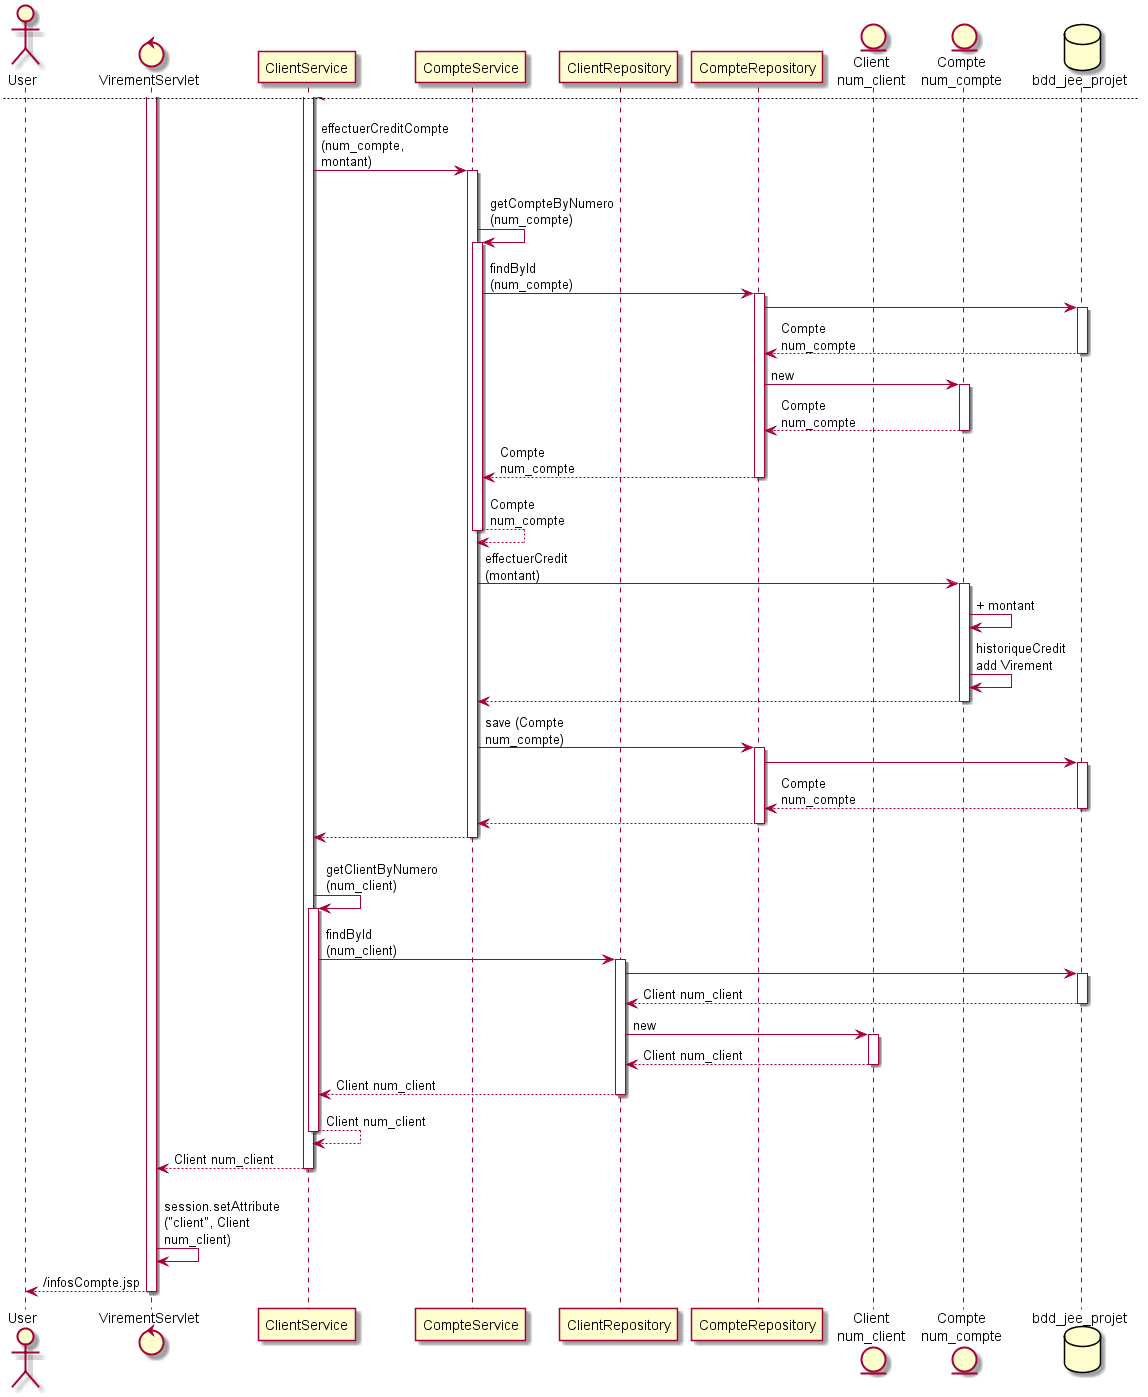 User
VirementServlet
ClientService
CompteService
ClientRepository
CompteRepository
Client
num_client
Compte
num_compte
bdd_jee_projet
effectuerCreditCompte
(num_compte,
montant)
getCompteByNumero
(num_compte)
findById
(num_compte)
Compte
num_compte
new
Compte
num_compte
Compte
num_compte
Compte
num_compte
effectuerCredit
(montant)
+ montant
historiqueCredit
add Virement
save (Compte
num_compte)
Compte
num_compte
getClientByNumero
(num_client)
findById
(num_client)
Client num_client
new
Client num_client
Client num_client
Client num_client
Client num_client
session.setAttribute
("client", Client
num_client)
/infosCompte.jsp
User
VirementServlet
ClientService
CompteService
ClientRepository
CompteRepository
Client
num_client
Compte
num_compte
bdd_jee_projet